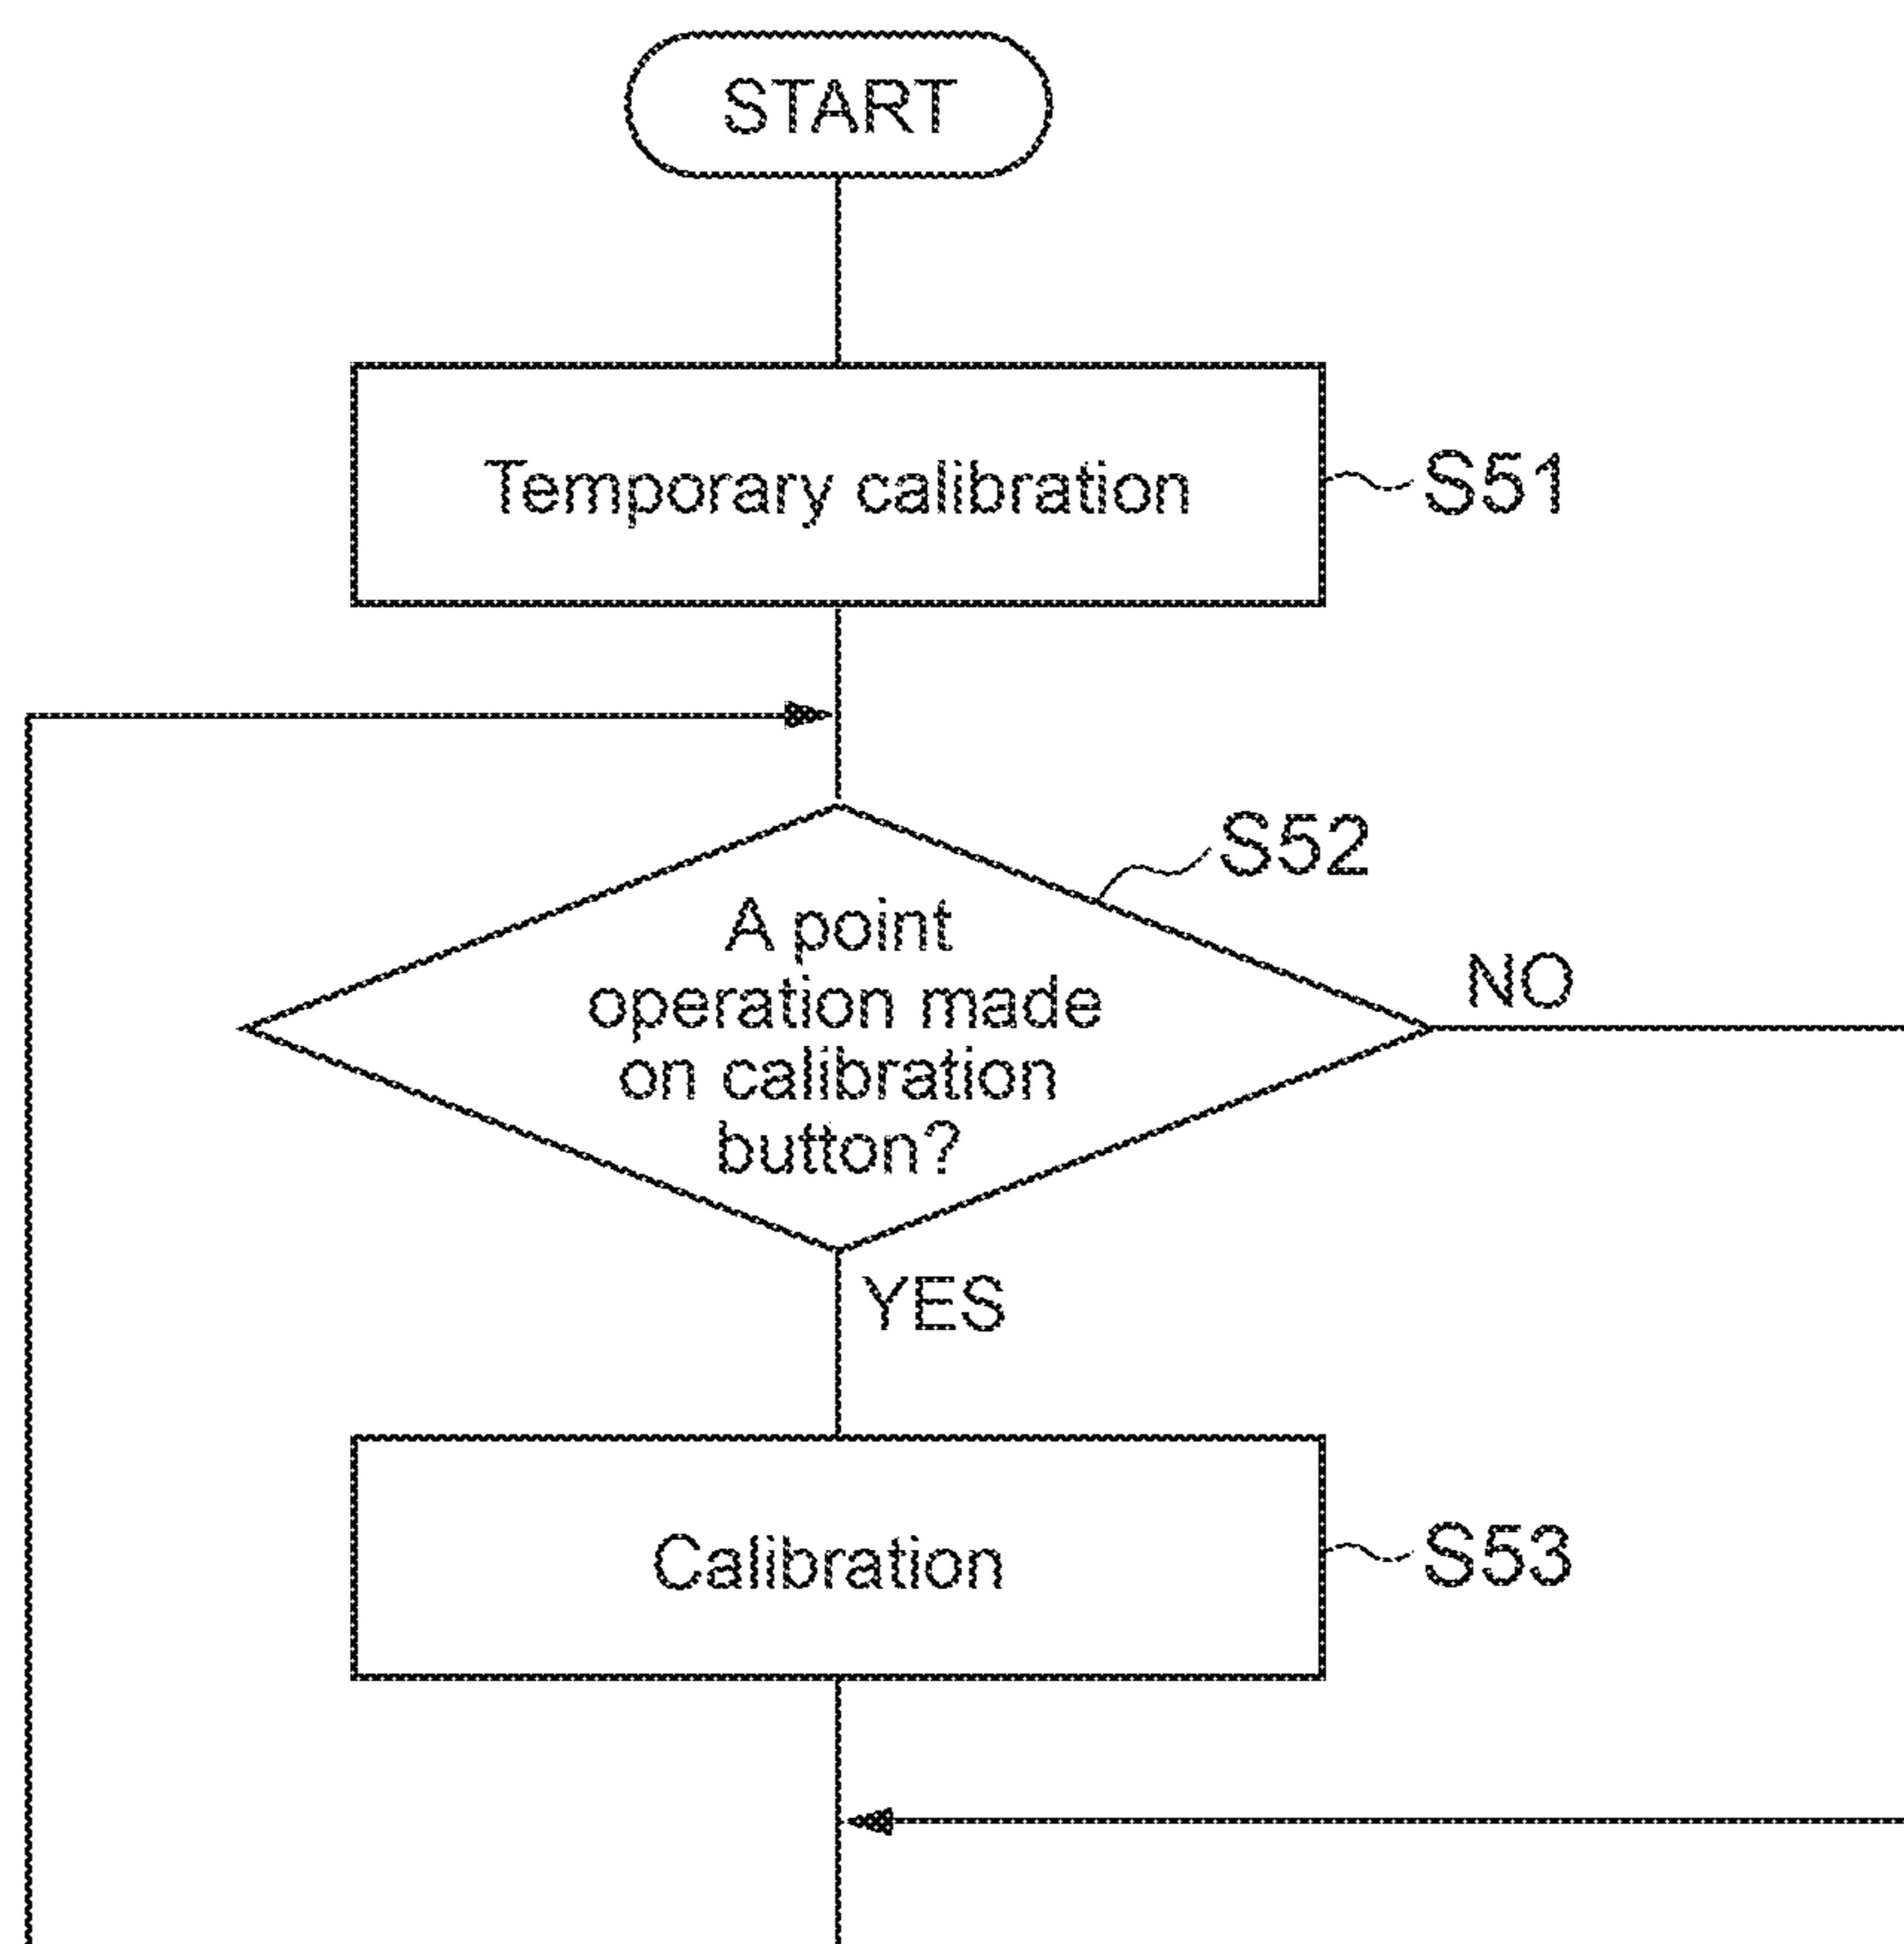 START
Temporary calibration
S51
S52
A point
operation made
on calibration
button?
NO
YES
Calibration
S53